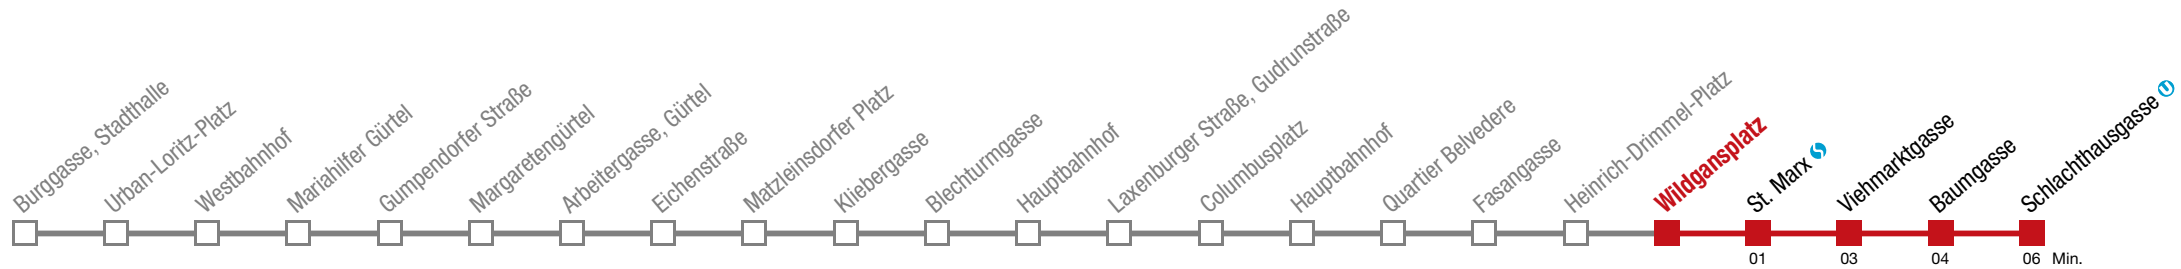 Burggasse, Stadthalle
Urban-Loritz-Platz
Westbahnhof
Mariahilfer Gürtel
Gumpendorfer Straße
Margaretengürtel
Arbeitergasse, Gürtel
Eichenstraße
Matzleinsdorfer Platz
Kliebergasse
Blechturmgasse
Hauptbahnhof
Laxenburger Straße, Gudrunstraße
Columbusplatz
Hauptbahnhof
Quartier Belvedere
Fasangasse
Heinrich-Drimmel-Platz
Wildgansplatz
St. Marx S
Viehmarktgasse
Baumgasse
Schlachthausgasse U
01 03 04 06 Min.